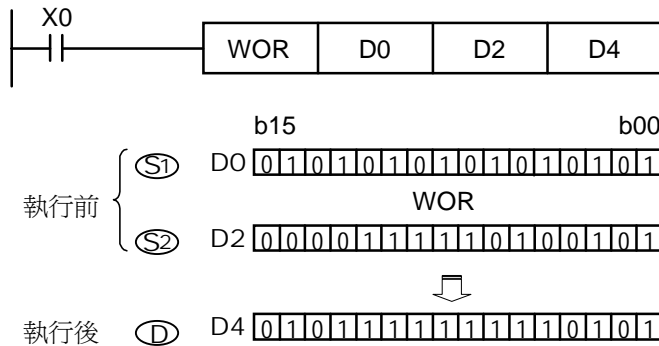 X0
WOR D0 D2 D4
b15 b00
S1 D0 0 1 0 1 0 1 0 1 0 1 0 1 0 1 0 1
執行前 WOR
S2 D2 0 0 0 0 1 1 1 1 1 0 1 0 0 1 0 1
執行後 D D4 0 1 0 1 1 1 1 1 1 1 1 1 0 1 0 1